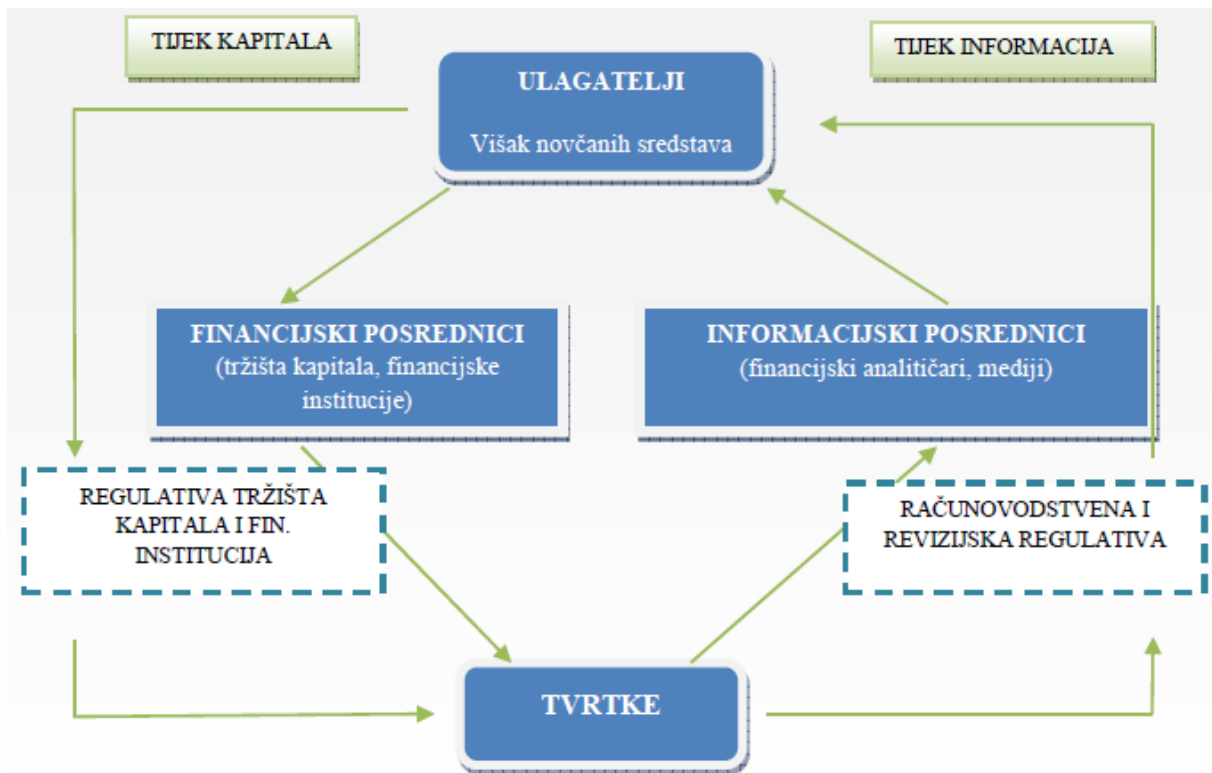 TIJEK KAPITALA
TIJEK INFORMACIJA
ULAGATELJI
Višak novčanih sredstava
FINANCIJSKI POSREDNICI
(tržišta kapitala, financijske
institucije)
INFORMACIJSKI POSREDNICI
(financijski analitičari, mediji)
REGULATIVA TRŽIŠTA
KAPITALA I FIN.
INSTITUCIJA
RAČUNOVODSTVENA I
REVIZIJSKA REGULATIVA
TVRTKE